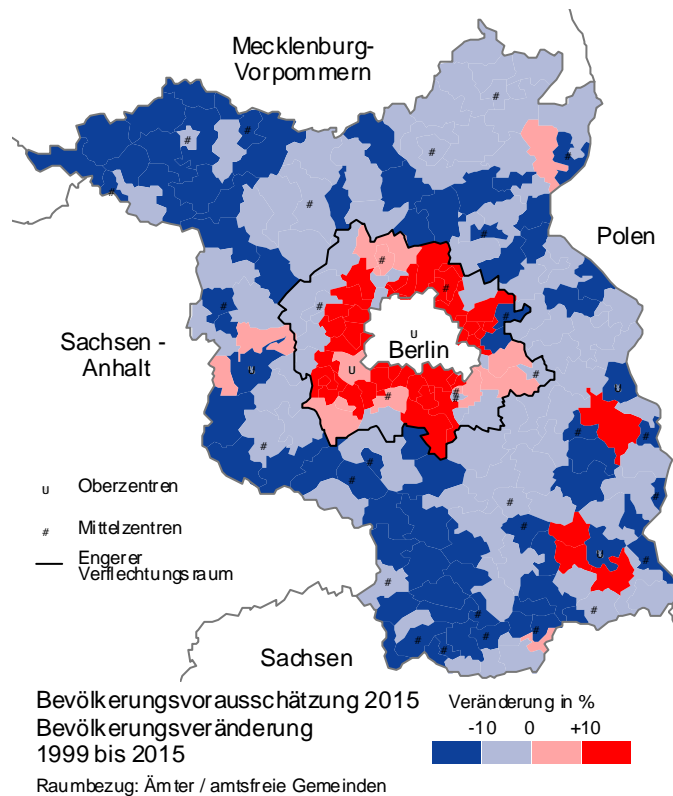 Mecklenburg-
Vorpommern
Polen
Sachsen -
Anhalt
u
Berlin
u Oberzentren
# Mittelzentren
Engerer
Verflechtungsraum
Sachsen
Bevölkerungsvorausschätzung 2015
Bevölkerungsveränderung
1999 bis 2015
Raumbezug: Ämter / amtsfreie Gemeinden
Veränderung in %
-10 0 +10